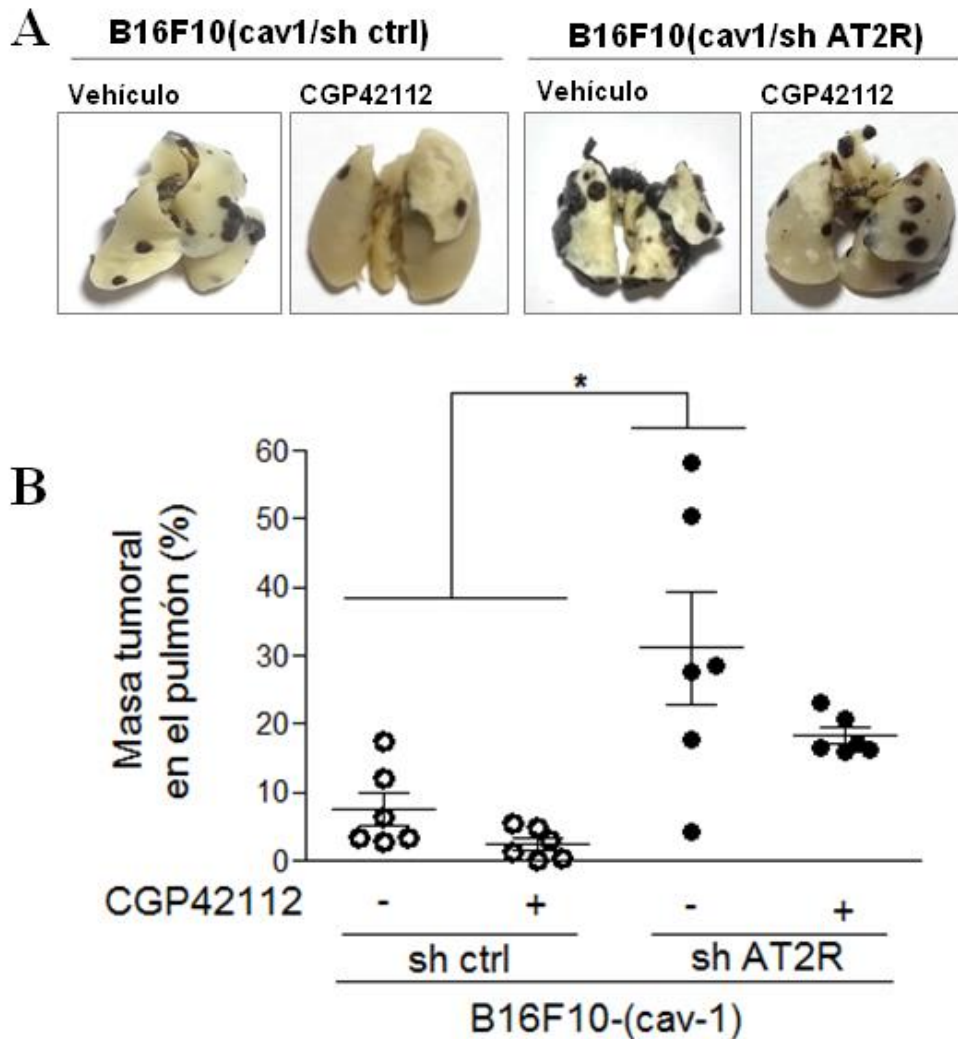 A
B16F10(cav1/sh ctrl)
B16F10(cav1/sh AT2R)
Vehículo
CGP42112
Vehículo
CGP42112
B
Masa tumoral
en el pulmón (%)
60
50
40
30
20
10
0
*
CGP42112 - + - +
sh ctrl
sh AT2R
B16F10-(cav-1)